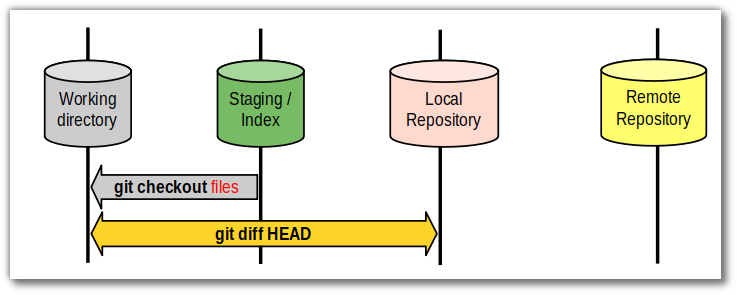 Working
directory
Staging /
Index
Local
Repository
Remote
Repository
git checkout files
git diff HEAD